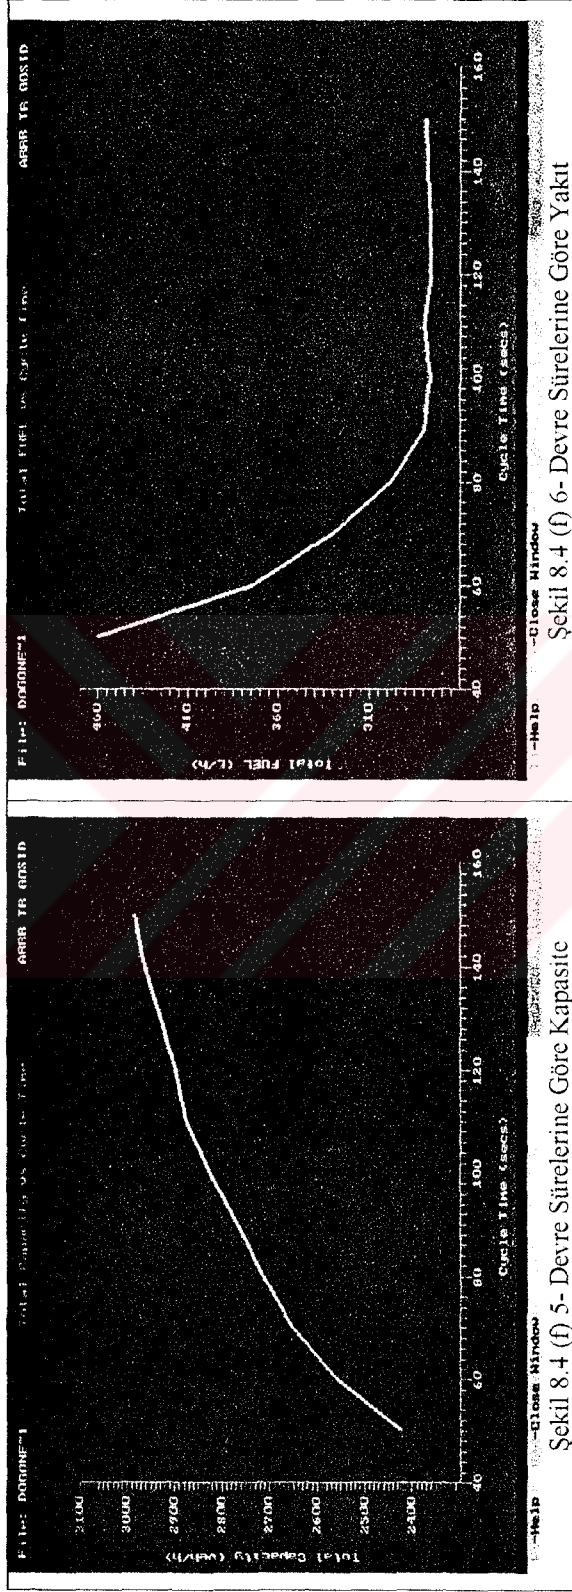 File: DOGONE~1
Total Capacity vs Cycle Time
ARRB TR AOSID
3100
3000
2900
2800
2700
2600
2500
2400
Total Capacity (veh/h)
40
60
80
100
120
140
160
Cycle Time (secs)
-Help
-Close Window
Şekil 8.4 (f) 5- Devre Sürelerine Göre Kapasite
File: DOGONE~1
Total FUEL vs Cycle Time
ARRB TR AOSID
460
410
360
310
Total FUEL (L/h)
40
60
80
100
120
140
160
Cycle Time (secs)
-Help
-Close Window
Şekil 8.4 (f) 6- Devre Sürelerine Göre Yakıt